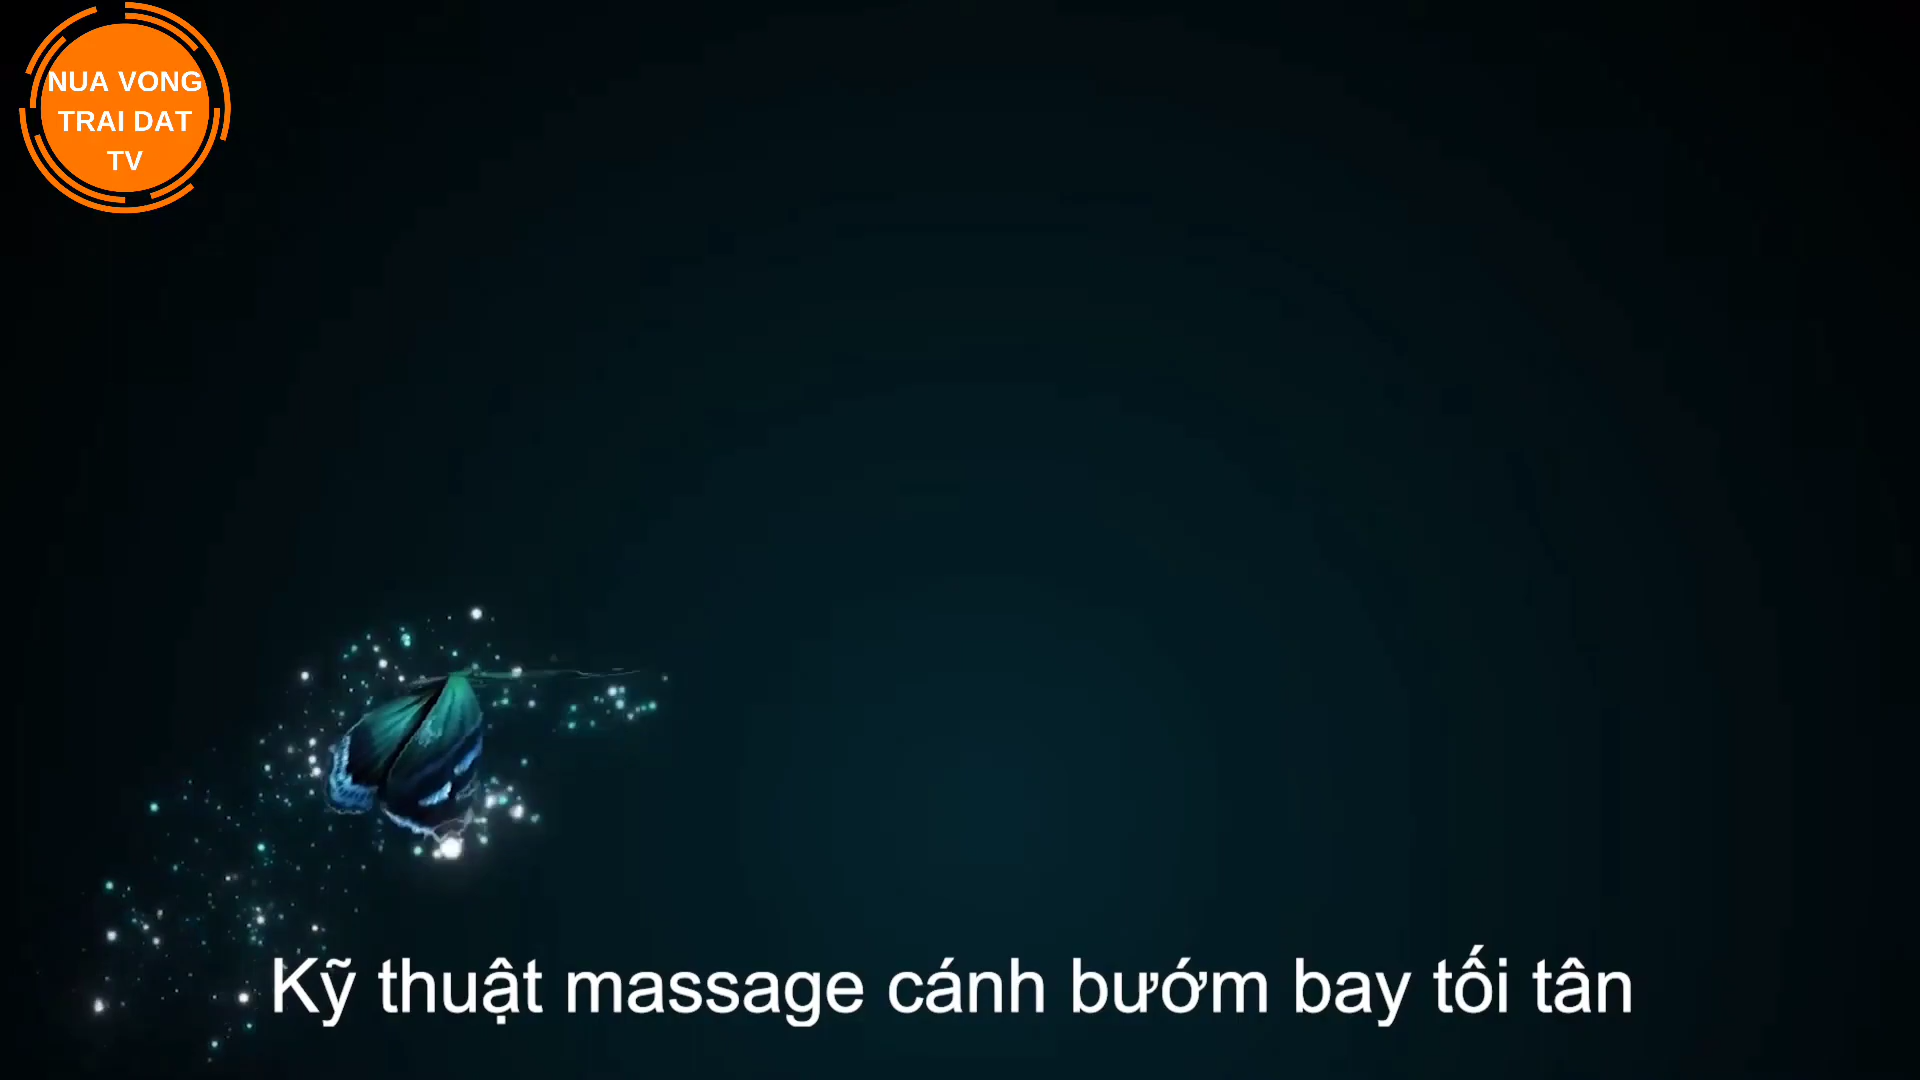 NUA VONG
TRAI DAT
TV
Kỹ thuật massage cánh bướm bay tối tân